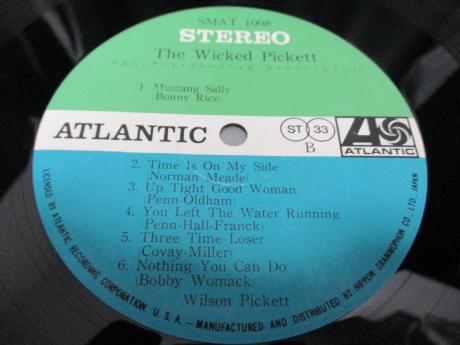 SMAT 1008
STEREO
The Wicked Pickett
1. Mustang Sally
(Bonny Rice)
ATLANTIC
ST 33
B
ATLANTIC
2. Time Is On My Side
(Norman Meade)
3. Up Tight Good Woman
(Penn-Oldham)
4. You Left The Water Running
(Penn-Hall-Franck)
5. Three Time Loser
(Covay-Miller)
6. Nothing You Can Do
(Bobby Womack)
Wilson Pickett
LICENSED BY ATLANTIC RECORDING CORPORATION. U. S. A. – MANUFACTURED AND DISTRIBUTED BY NIPPON GRAMMOPHON CO. LTD., JAPAN